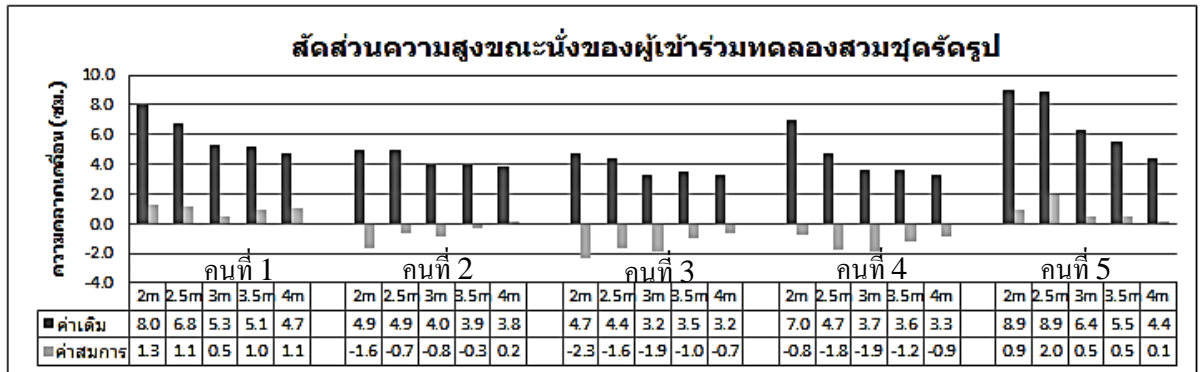 สัดส่วนความสูงขณะนั่งของผู้เข้าร่วมทดลองสวมชุดรัดรูป
ความคลาดเคลื่อน (ซม.)
10.0
8.0
6.0
4.0
2.0
0.0
-2.0
-4.0
คนที่ 1 คนที่ 2 คนที่ 3 คนที่ 4 คนที่ 5
2m 2.5m 3m 3.5m 4m 2m 2.5m 3m 3.5m 4m 2m 2.5m 3m 3.5m 4m 2m 2.5m 3m 3.5m 4m 2m 2.5m 3m 3.5m 4m
ค่าเดิม 8.0 6.8 5.3 5.1 4.7 4.9 4.9 4.0 3.9 3.8 4.7 4.4 3.2 3.5 3.2 7.0 4.7 3.7 3.6 3.3 8.9 8.9 6.4 5.5 4.4
ค่าสมการ 1.3 1.1 0.5 1.0 1.1 -1.6 -0.7 -0.8 -0.3 0.2 -2.3 -1.6 -1.9 -1.0 -0.7 -0.8 -1.8 -1.9 -1.2 -0.9 0.9 2.0 0.5 0.5 0.1